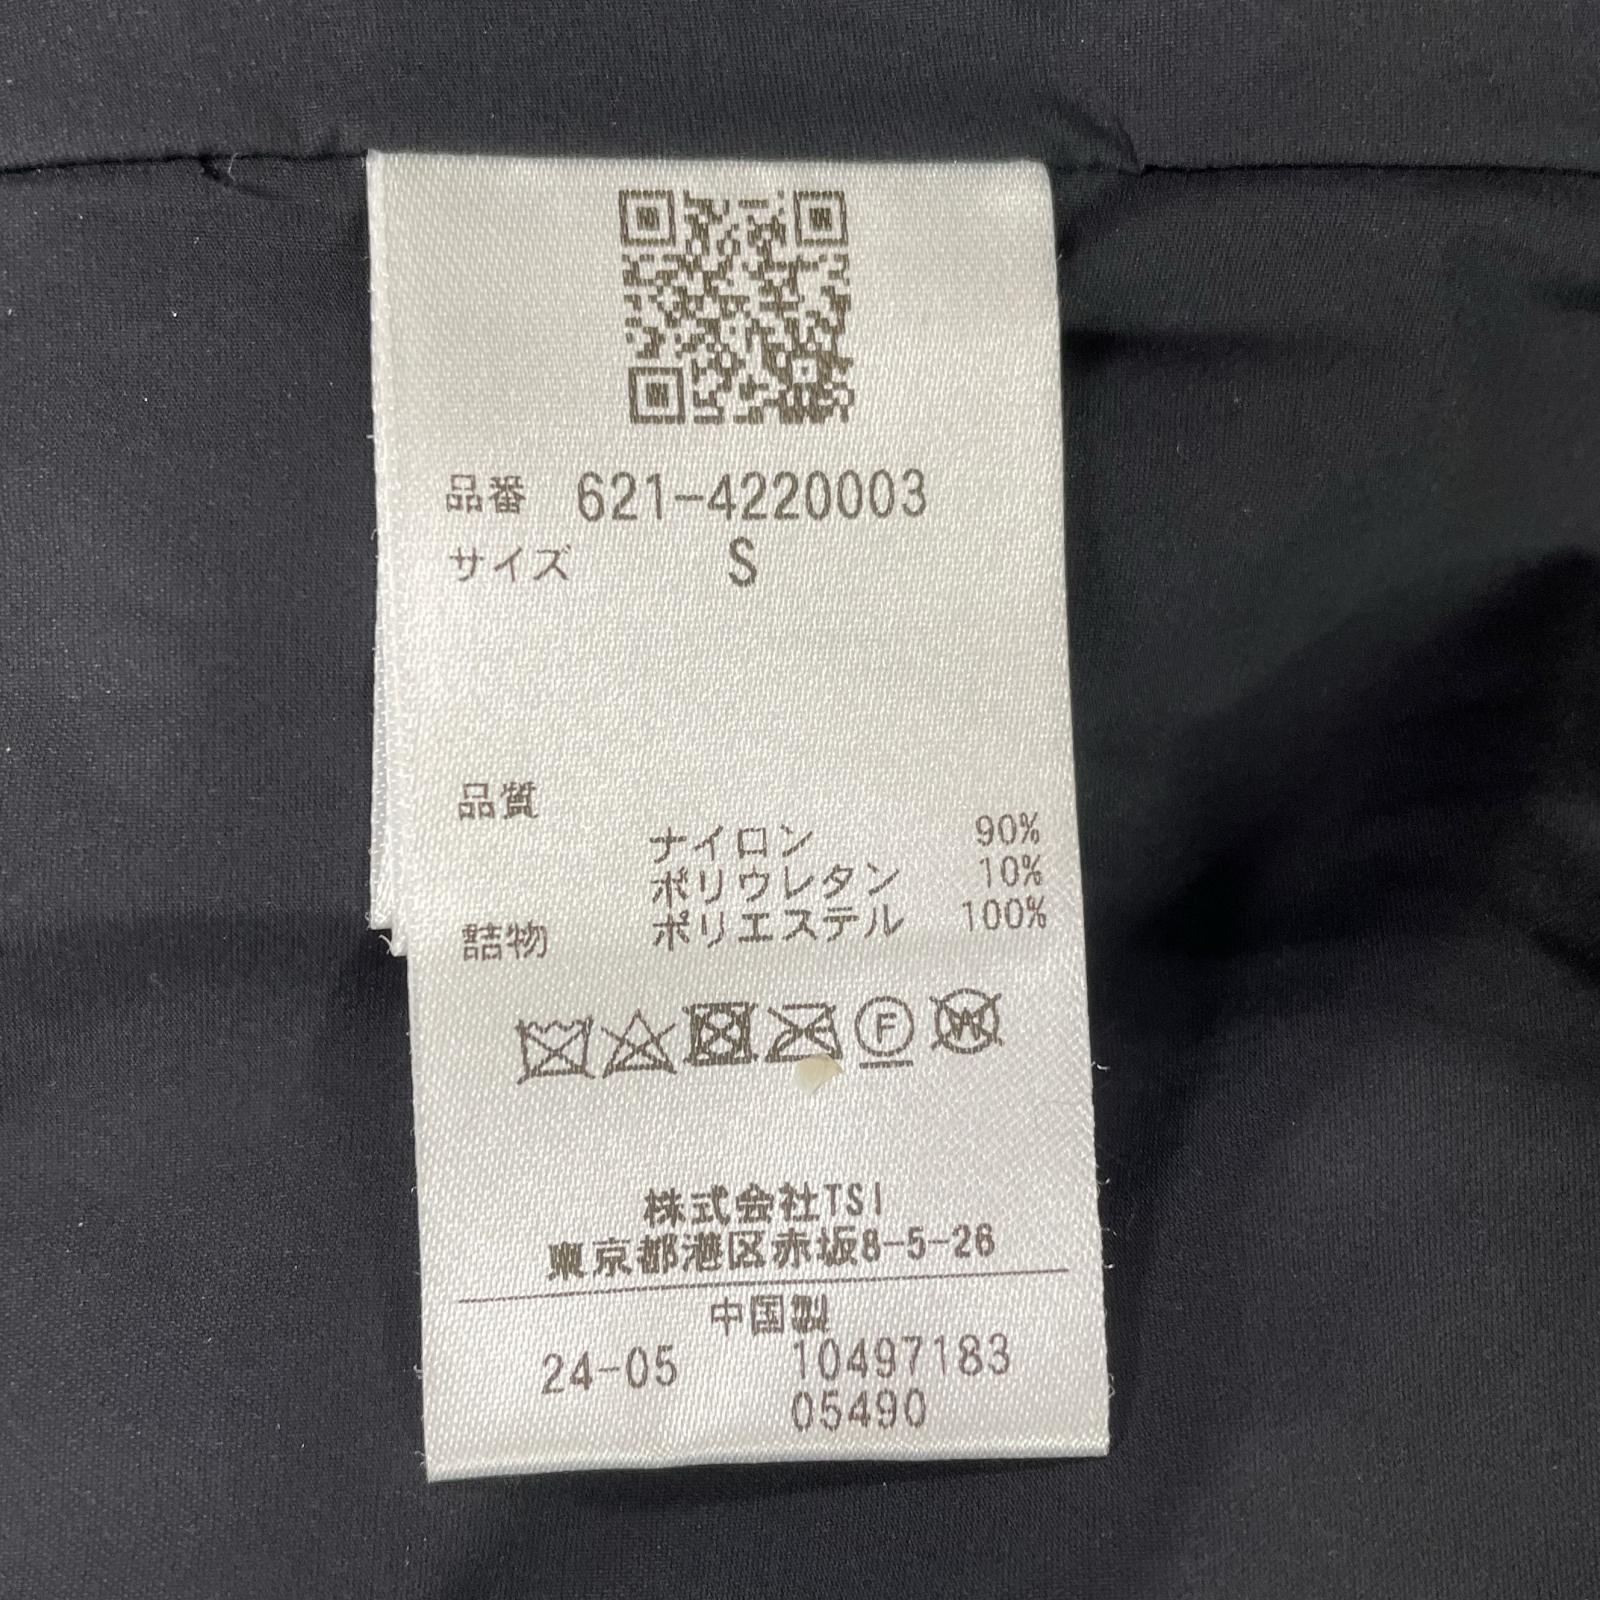 品番 621-4220003
サイズ S
品質
ナイロン 90%
ポリウレタン 10%
詰物 ポリエステル 100%
F
W
株式会社TSI
東京都港区赤坂8-5-26
中国製
24-05 10497183
05490